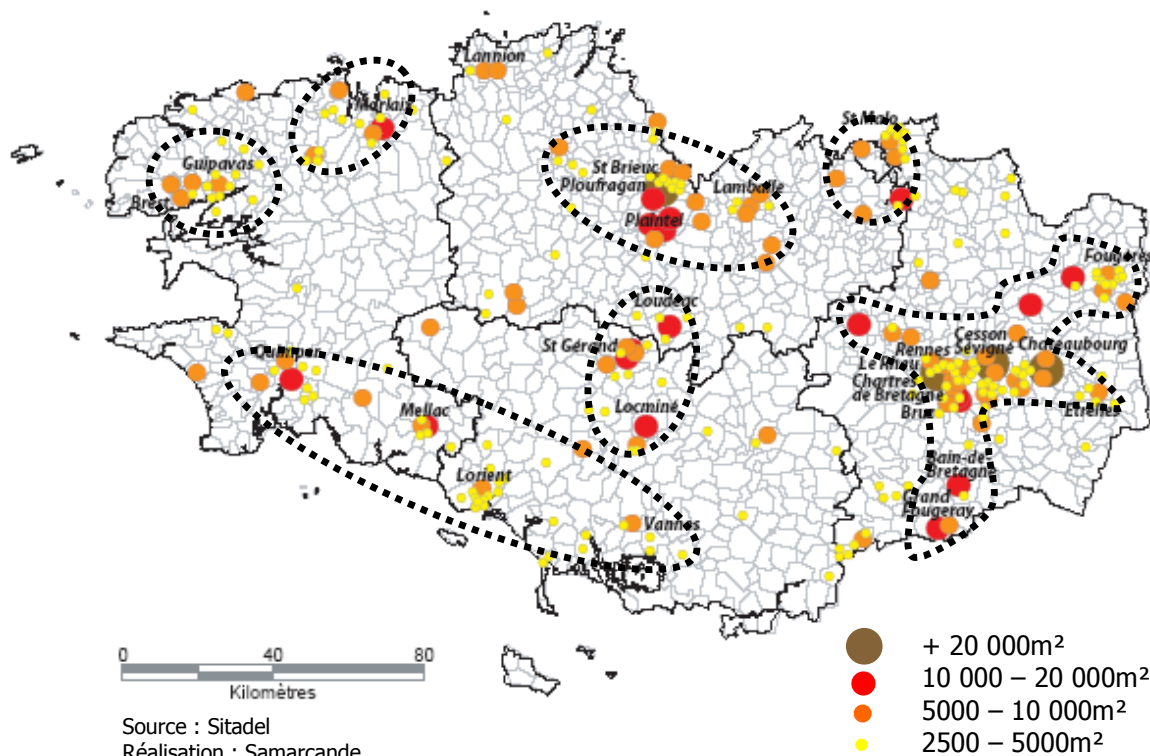 Lannion
Morlaix
St Malo
Guipavas
St Brieuc
Ploufragan
Lamballe
Brest
Plaintel
Fougères
Loudéac
Cesson
Sévigné
Chateaubourg
St Gérand
Rennes
Quimper
Le Rheu
Chartres
de Bretagne
Locminé
Mellac
Bruz
Etrelles
Bain-de-
Bretagne
Lorient
Grand
Fougeray
Vannes
0 40 80
Kilomètres
+ 20 000m²
10 000 – 20 000m²
5000 – 10 000m²
2500 – 5000m²
Source : Sitadel
Réalisation : Samarcande